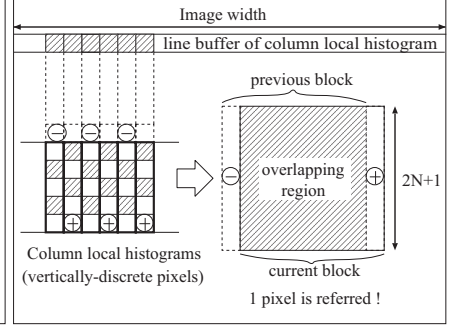 Image width
line buffer of column local histogram
previous block
overlapping
region
2N+1
Column local histograms
(vertically-discrete pixels)
current block
1 pixel is referred !